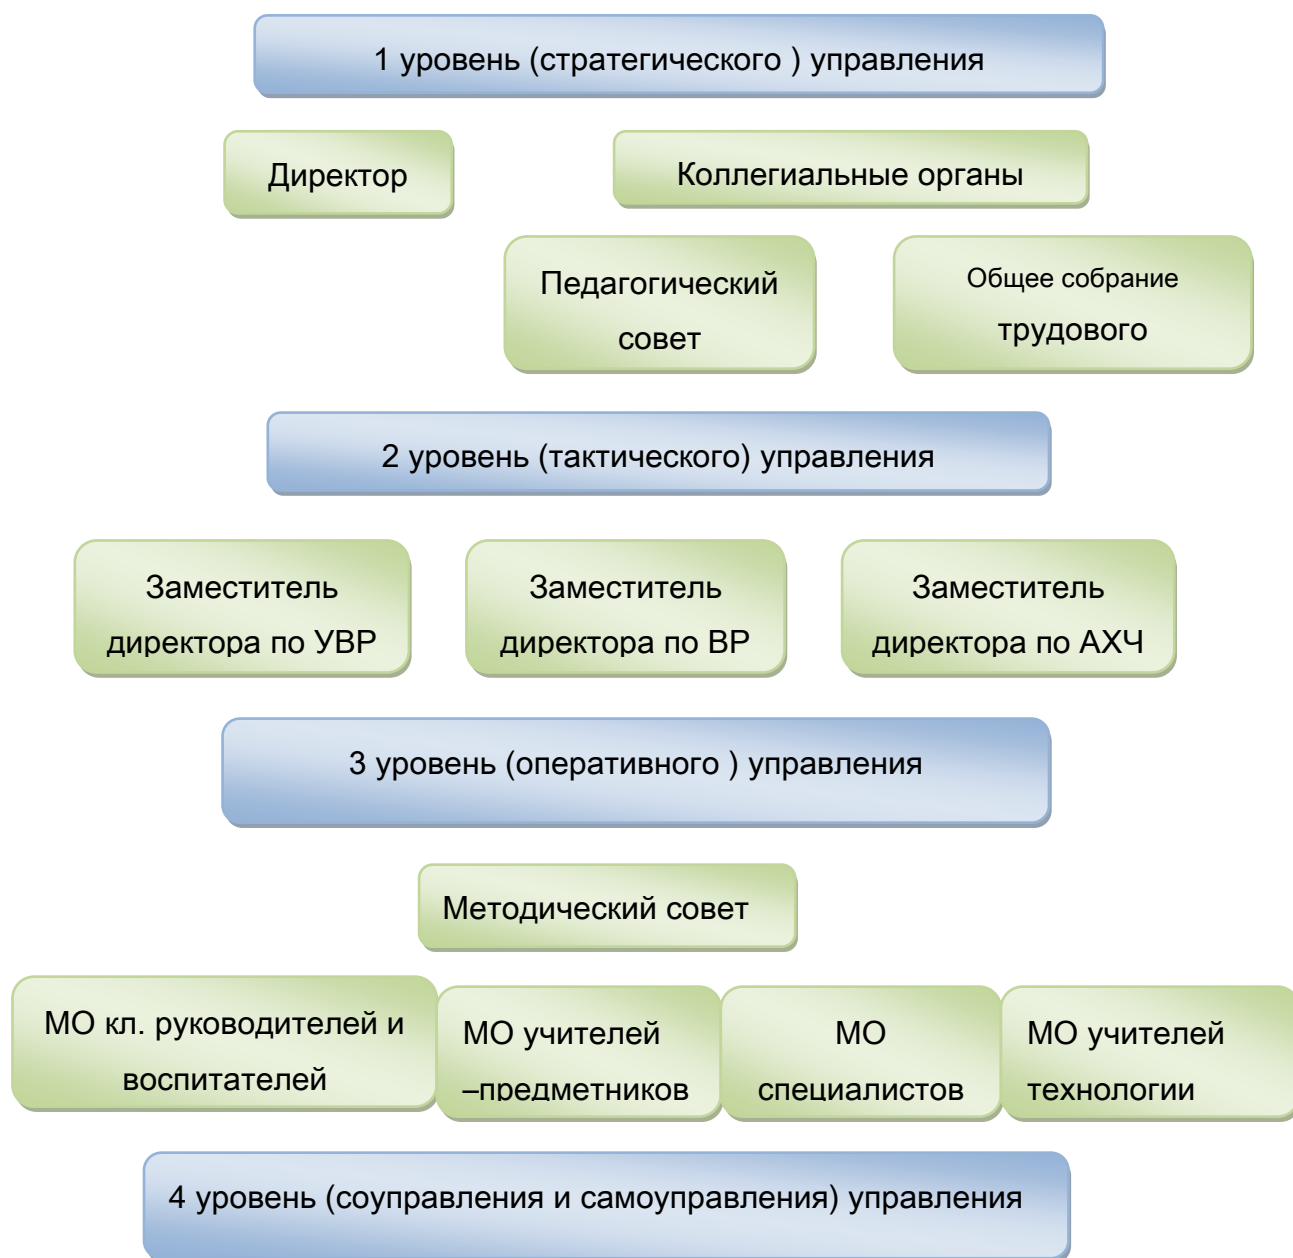 1 уровень (стратегического ) управления
Директор
Коллегиальные органы
Педагогический
совет
Общее собрание
трудового
2 уровень (тактического) управления
Заместитель
директора по УВР
Заместитель
директора по ВР
Заместитель
директора по АХЧ
3 уровень (оперативного ) управления
Методический совет
МО кл. руководителей и
воспитателей
МО учителей
–предметников
МО
специалистов
МО учителей
технологии
4 уровень (соуправления и самоуправления) управления